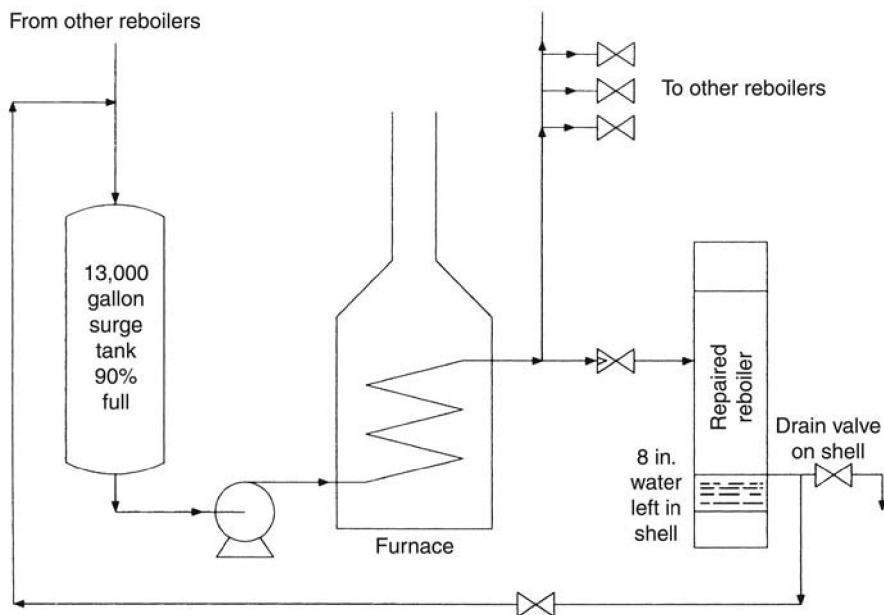 From other reboilers
To other reboilers
13,000
gallon
surge
tank
90%
full
Furnace
Repaired
reboiler
8 in.
water
left in
shell
Drain valve
on shell